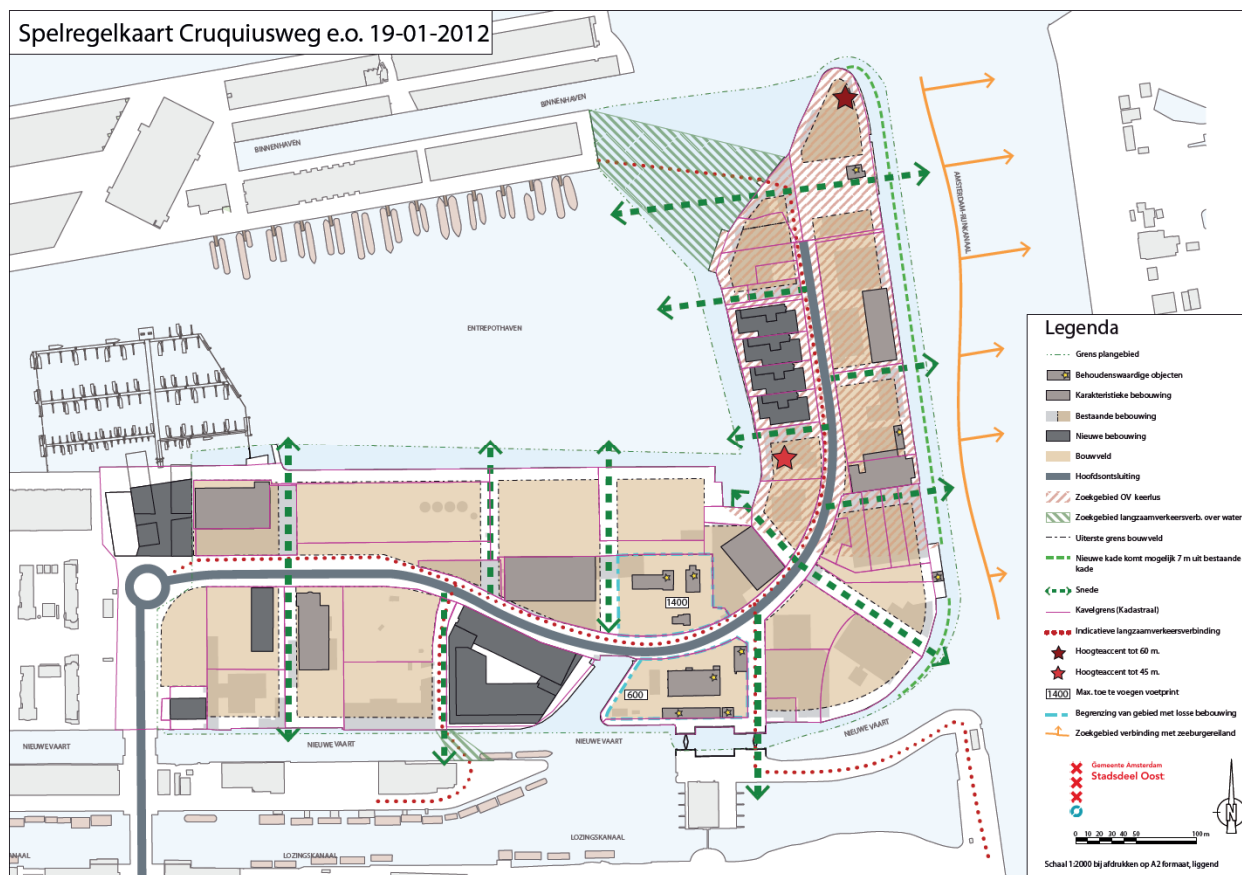 Spelregelkaart Cruquiusweg e.o. 19-01-2012
BINNENHAVEN
BINNENHAVEN
AMSTERDAM-RIJNKANAAL
ENTREPOTHAVEN
1400
600
NIEUWE VAART
NIEUWE VAART
NIEUWE VAART
NIEUWE VAART
LOZINGSKANAAL
LOZINGSKANAAL
KANAAL
Legenda
Grens plangebied
Behoudenswaardige objecten
Karakteristieke bebouwing
Bestaande bebouwing
Nieuwe bebouwing
Bouwveld
Hoofdsontsluiting
Zoekgebied OV keerlus
Zoekgebied langzaamverkeersverb. over water
Uiterste grens bouwveld
Nieuwe kade komt mogelijk 7 m uit bestaande
kade
Snede
Kavelgrens (Kadastraal)
Indicatieve langzaamverkeersverbinding
Hoogteaccent tot 60 m.
Hoogteaccent tot 45 m.
1400 Max. toe te voegen voetprint
Begrenzing van gebied met losse bebouwing
Zoekgebied verbinding met zeeburgereiland
Gemeente Amsterdam
Stadsdeel Oost
N
0 10 20 30 40 50 100 m
Schaal 1:2000 bij afdrukken op A2 formaat, liggend